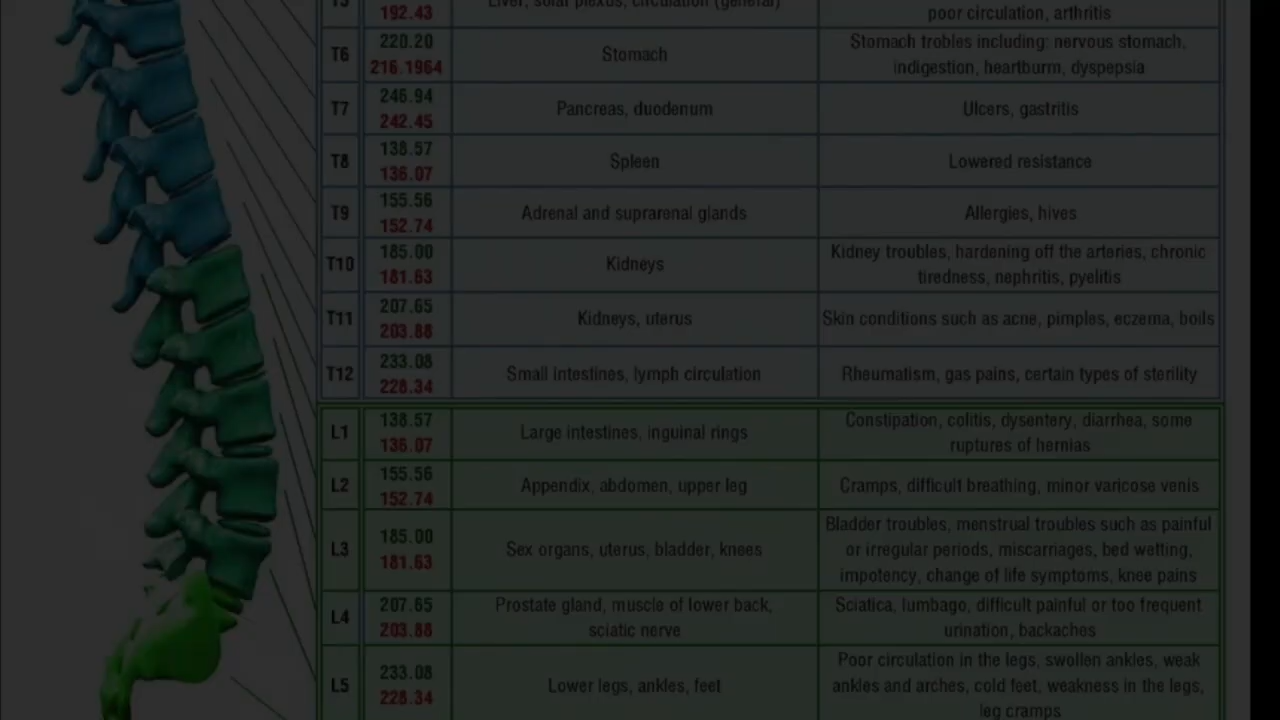 T5
192.43
Liver, solar plexus, circulation (general)
poor circulation, arthritis
T6
220.20
216.1964
Stomach
Stomach trobles including: nervous stomach,
indigestion, heartburm, dyspepsia
T7
246.94
242.45
Pancreas, duodenum
Ulcers, gastritis
T8
138.57
136.07
Spleen
Lowered resistance
T9
155.56
152.74
Adrenal and suprarenal glands
Allergies, hives
T10
185.00
181.63
Kidneys
Kidney troubles, hardening off the arteries, chronic
tiredness, nephritis, pyelitis
T11
207.65
203.88
Kidneys, uterus
Skin conditions such as acne, pimples, eczema, boils
T12
233.08
228.34
Small intestines, lymph circulation
Rheumatism, gas pains, certain types of sterility
L1
138.57
136.07
Large intestines, inguinal rings
Constipation, colitis, dysentery, diarrhea, some
ruptures of hernias
L2
155.56
152.74
Appendix, abdomen, upper leg
Cramps, difficult breathing, minor varicose venis
L3
185.00
181.63
Sex organs, uterus, bladder, knees
Bladder troubles, menstrual troubles such as painful
or irregular periods, miscarriages, bed wetting,
impotency, change of life symptoms, knee pains
L4
207.65
203.88
Prostate gland, muscle of lower back,
sciatic nerve
Sciatica, lumbago, difficult painful or too frequent
urination, backaches
L5
233.08
228.34
Lower legs, ankles, feet
Poor circulation in the legs, swollen ankles, weak
ankles and arches, cold feet, weakness in the legs,
leg cramps